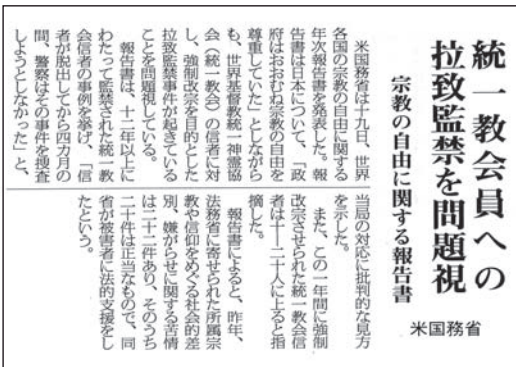 統一教会員への
拉致監禁を問題視
宗教の自由に関する報告書
米国務省
　米国務省は十九日、世界
各国の宗教の自由に関する
年次報告書を発表した。報
告書は日本について、「政
府はおおむね宗教の自由を
尊重していた」としながら
も、世界基督教統一神霊協
会（統一教会）の信者に対
し、強制改宗を目的とした
拉致監禁事件が起きている
ことを問題視している。
　報告書は、十二年以上に
わたって監禁された統一教
会信者の事例を挙げ、「信
者が脱出してから四カ月の
間、警察はその事件を捜査
しようとしなかった」と、
当局の対応に批判的な見方
を示した。
　また、この一年間に強制
改宗させられた統一教会信
者は十―二十人に上ると指
摘した。
　報告書によると、昨年、
法務省に寄せられた所属宗
教や信仰をめぐる社会的差
別、嫌がらせに関する苦情
は二十二件あり、そのうち
二十件は正当なもので、同
省が被害者に法的支援をし
たという。